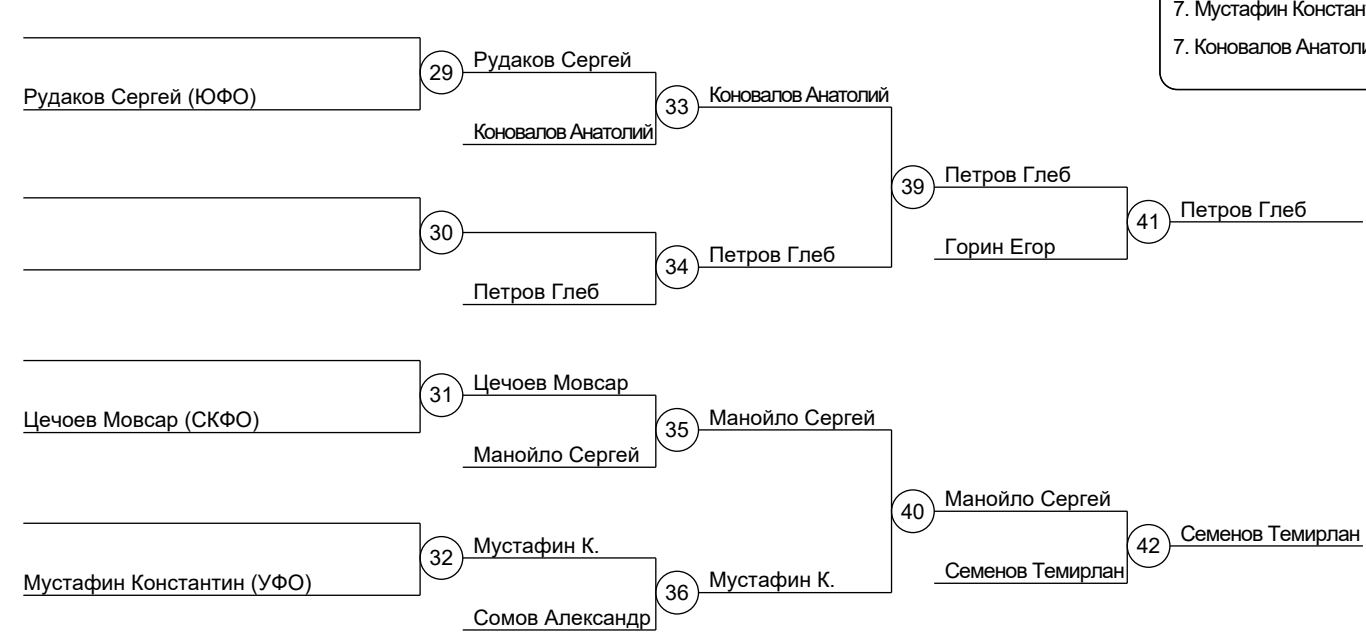 7. Мустафин Констан
7. Коновалов Анатоли
29
Рудаков Сергей
Рудаков Сергей (ЮФО)
33
Коновалов Анатолий
Коновалов Анатолий
39
Петров Глеб
30
41
Петров Глеб
34
Петров Глеб
Горин Егор
Петров Глеб
31
Цечоев Мовсар
Цечоев Мовсар (СКФО)
35
Манойло Сергей
Манойло Сергей
40
Манойло Сергей
32
Мустафин К.
42
Семенов Темирлан
Мустафин Константин (УФО)
36
Мустафин К.
Семенов Темирлан
Сомов Александр